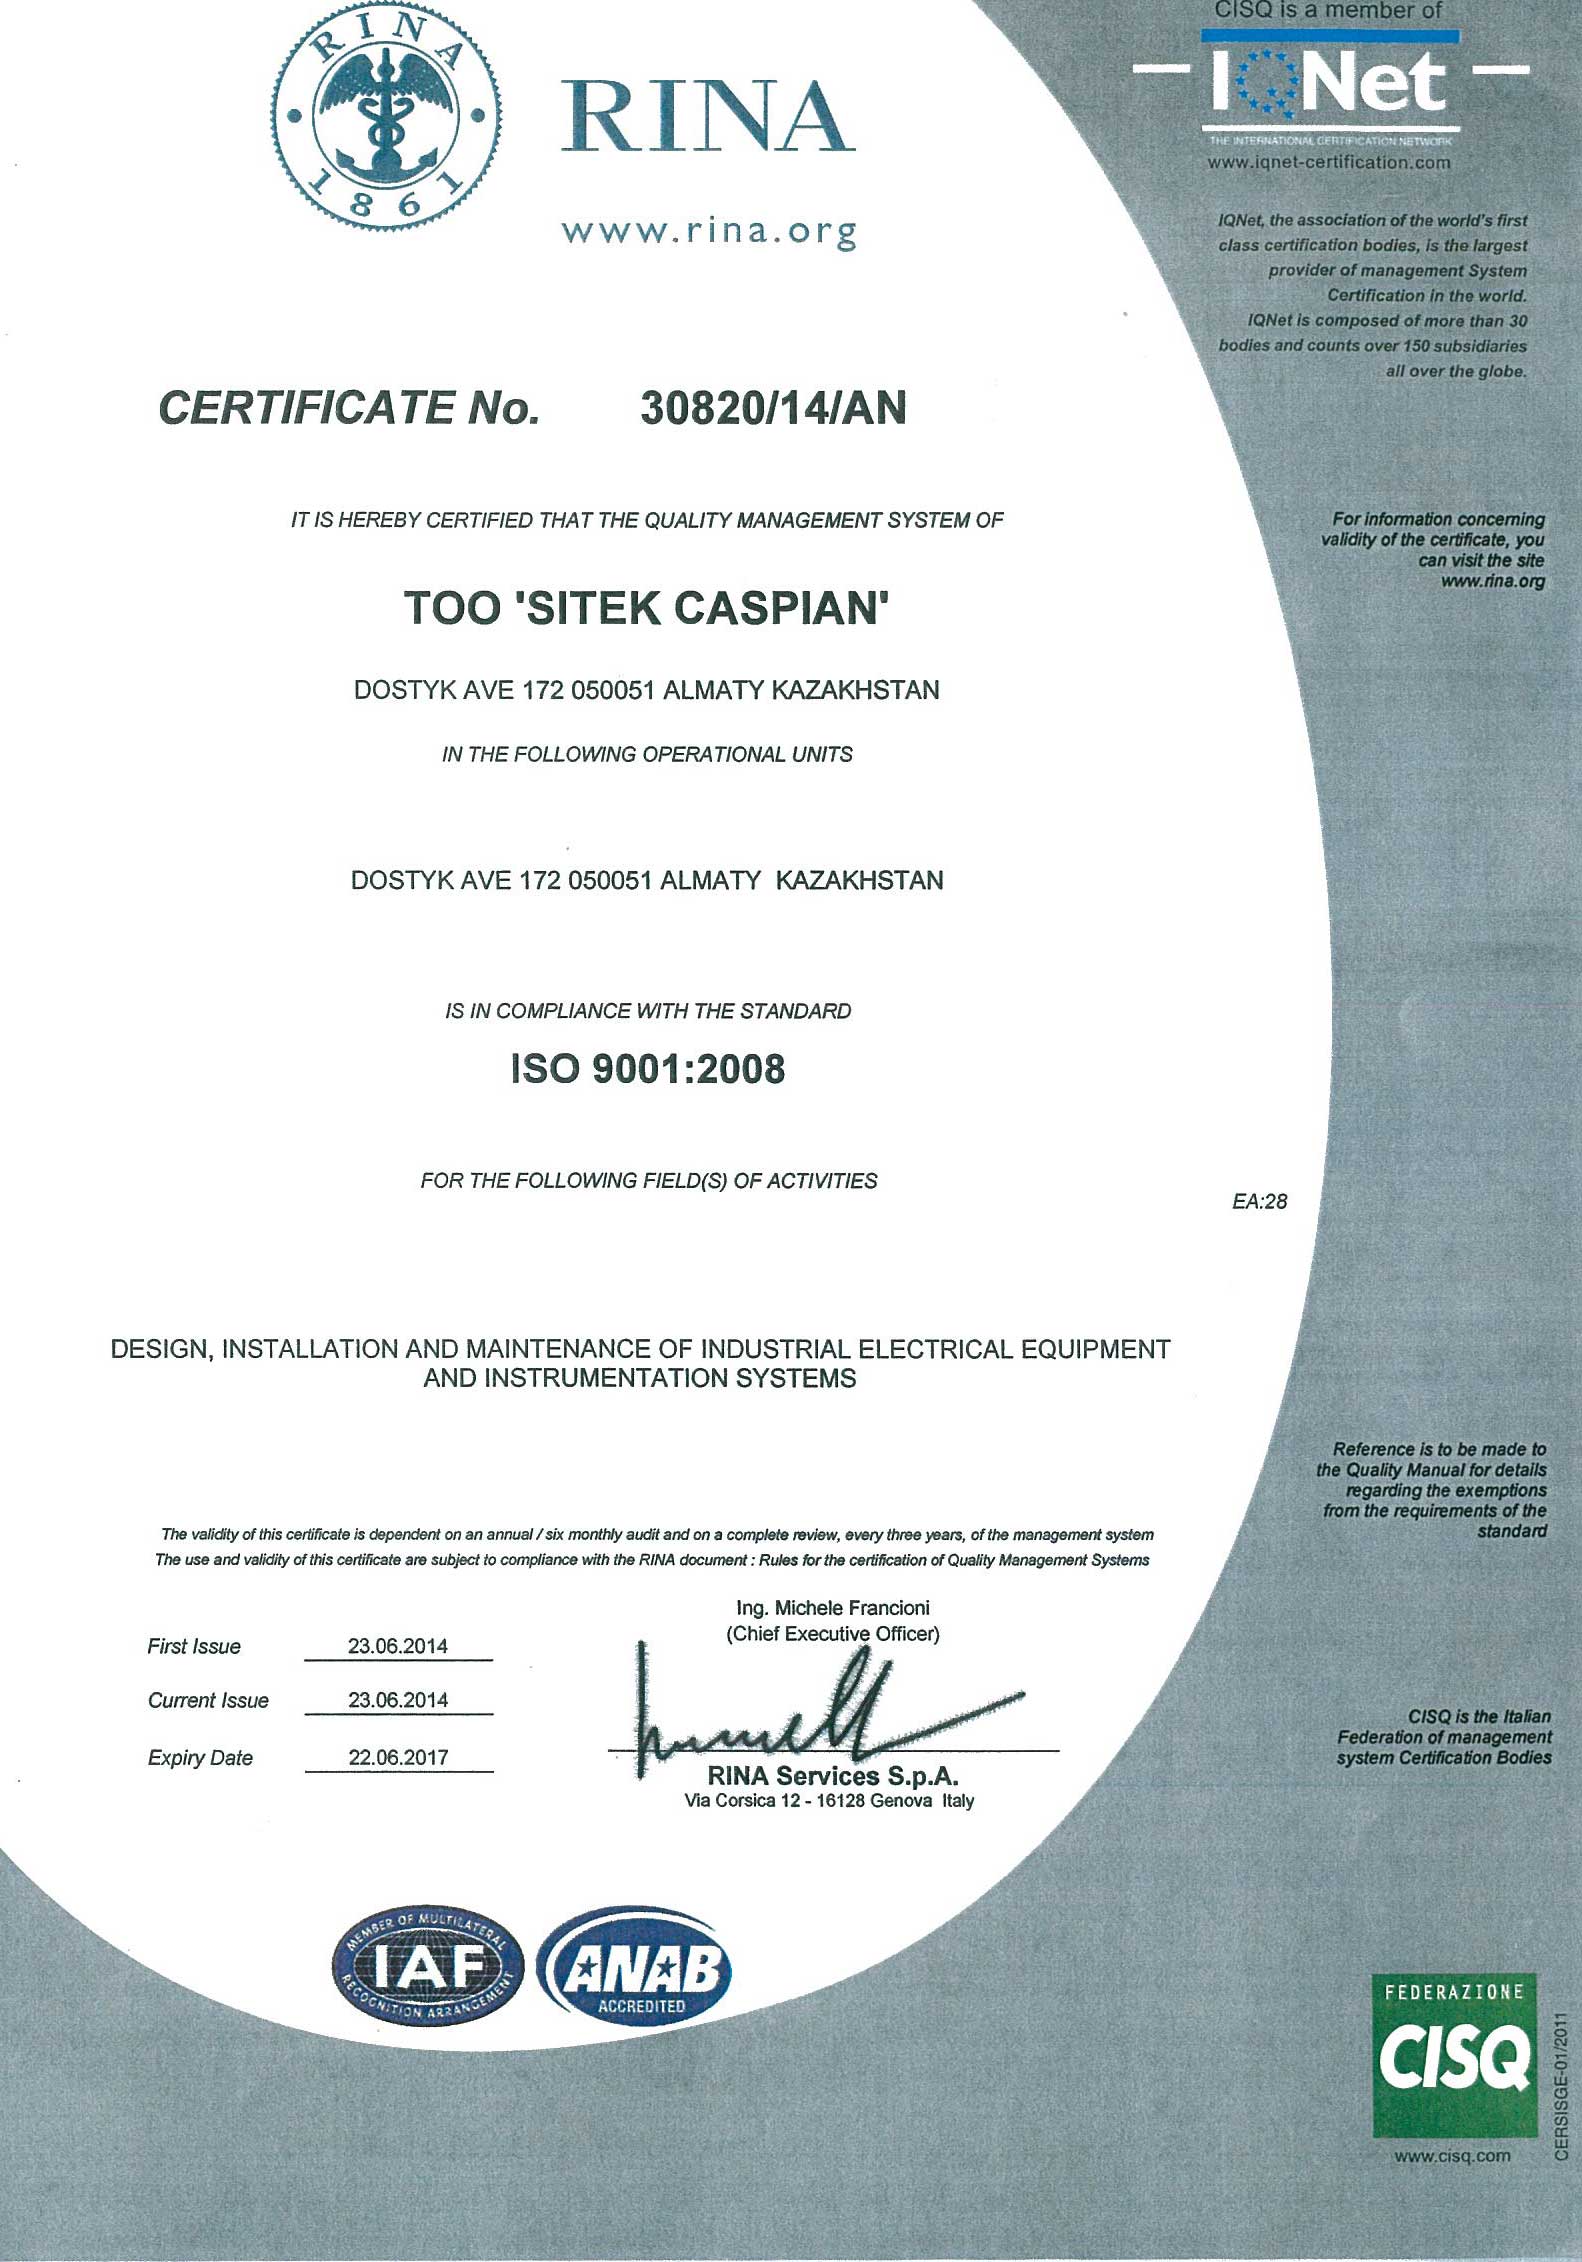 RINA
1861
RINA
www.rina.org
CISQ is a member of
IQNet
THE INTERNATIONAL CERTIFICATION NETWORK
www.iqnet-certification.com
IQNet, the association of the world's first
class certification bodies, is the largest
provider of management System
Certification in the world.
IQNet is composed of more than 30
bodies and counts over 150 subsidiaries
all over the globe.
CERTIFICATE No. 30820/14/AN
IT IS HEREBY CERTIFIED THAT THE QUALITY MANAGEMENT SYSTEM OF
For information concerning
validity of the certificate, you
can visit the site
www.rina.org
TOO 'SITEK CASPIAN'
DOSTYK AVE 172 050051 ALMATY KAZAKHSTAN
IN THE FOLLOWING OPERATIONAL UNITS
DOSTYK AVE 172 050051 ALMATY KAZAKHSTAN
IS IN COMPLIANCE WITH THE STANDARD
ISO 9001:2008
FOR THE FOLLOWING FIELD(S) OF ACTIVITIES
EA:28
DESIGN, INSTALLATION AND MAINTENANCE OF INDUSTRIAL ELECTRICAL EQUIPMENT
AND INSTRUMENTATION SYSTEMS
Reference is to be made to
the Quality Manual for details
regarding the exemptions
from the requirements of the
standard
The validity of this certificate is dependent on an annual / six monthly audit and on a complete review, every three years, of the management system
The use and validity of this certificate are subject to compliance with the RINA document : Rules for the certification of Quality Management Systems
Ing. Michele Francioni
(Chief Executive Officer)
First Issue 23.06.2014
Current Issue 23.06.2014
Expiry Date 22.06.2017
RINA Services S.p.A.
Via Corsica 12 - 16128 Genova Italy
CISQ is the Italian
Federation of management
system Certification Bodies
MEMBER OF MULTILATERAL
IAF
RECOGNITION ARRANGEMENT
ANAB
ACCREDITED
FEDERAZIONE
CISQ
www.cisq.com
CERSISGE-01/2011